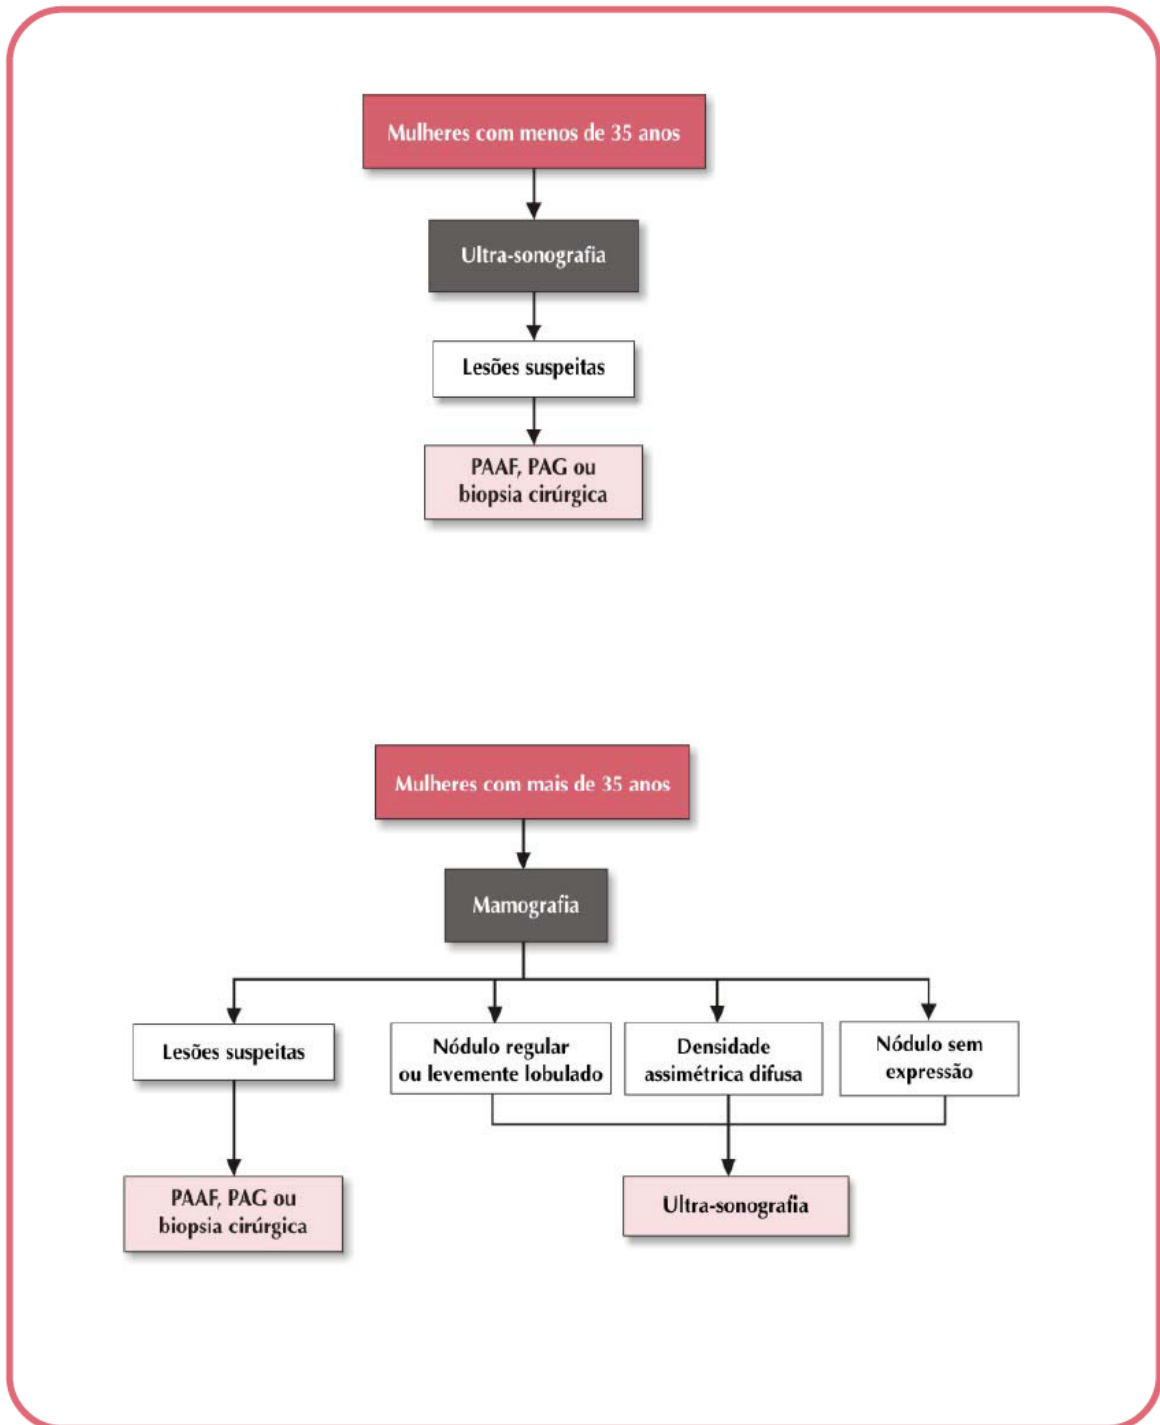 Mulheres com menos de 35 anos
Ultra-sonografia
Lesões suspeitas
PAAF, PAG ou
biopsia cirúrgica
Mulheres com mais de 35 anos
Mamografia
Lesões suspeitas
Nódulo regular
ou levemente lobulado
Densidade
assimétrica difusa
Nódulo sem
expressão
PAAF, PAG ou
biopsia cirúrgica
Ultra-sonografia